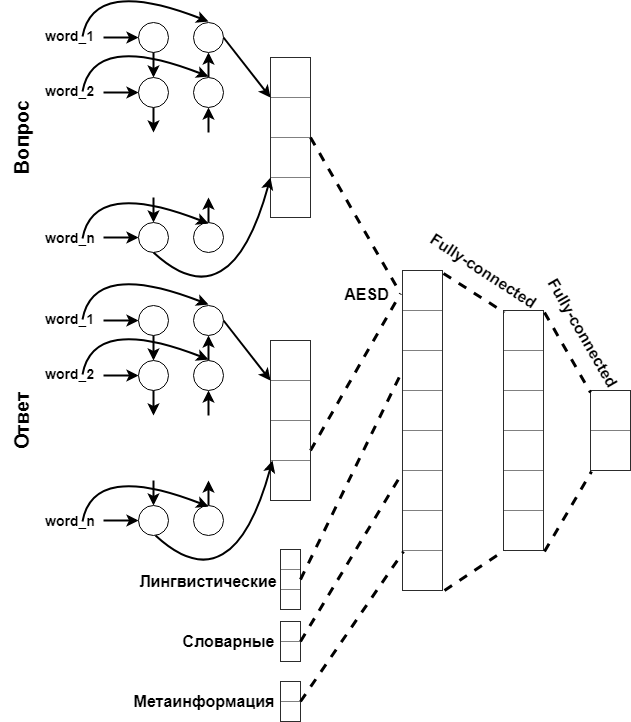 Вопрос
word_1
word_2
word_n
Ответ
word_1
word_2
word_n
AESD
Fully-connected
Fully-connected
Лингвистические
Словарные
Метаинформация